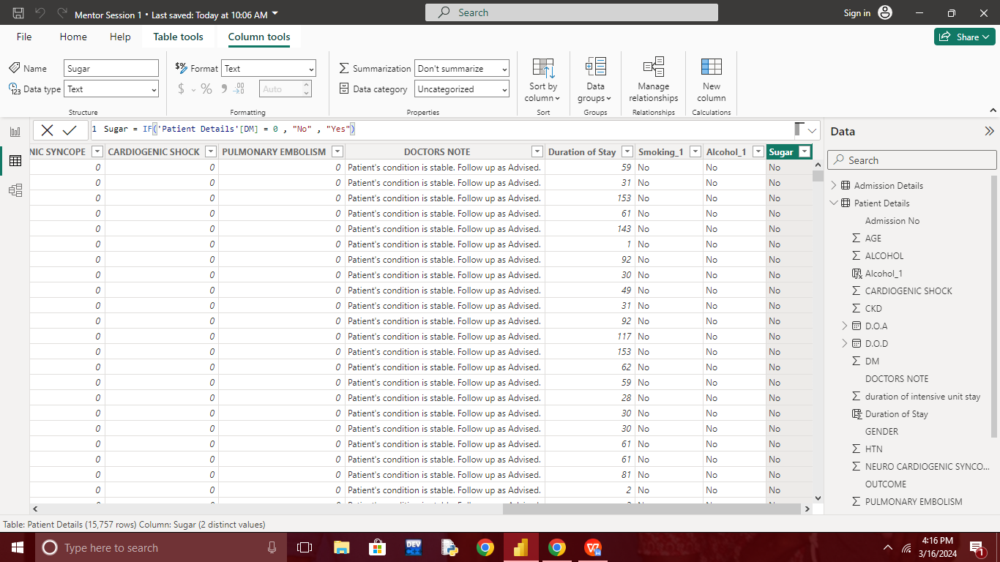 Mentor Session 1 • Last saved: Today at 10:06 AM
Search
Sign in
File Home Help Table tools Column tools
Share
Name Sugar
Data type Text
Structure
Format Text
$ % 9 .00 Auto
Formatting
Summarization Don't summarize
Data category Uncategorized
Properties
Sort by column
Sort
Data groups
Groups
Manage relationships
Relationships
New column
Calculations
1 Sugar = IF('Patient Details'[DM] = 0 , "No" , "Yes")
NIC SYNCOPE CARDIOGENIC SHOCK PULMONARY EMBOLISM DOCTORS NOTE Duration of Stay Smoking_1 Alcohol_1 Sugar
0 0 0 Patient's condition is stable. Follow up as Advised. 59 No No No
0 0 0 Patient's condition is stable. Follow up as Advised. 31 No No No
0 0 0 Patient's condition is stable. Follow up as Advised. 153 No No No
0 0 0 Patient's condition is stable. Follow up as Advised. 61 No No No
0 0 0 Patient's condition is stable. Follow up as Advised. 143 No No No
0 0 0 Patient's condition is stable. Follow up as Advised. 1 No No No
0 0 0 Patient's condition is stable. Follow up as Advised. 92 No No No
0 0 0 Patient's condition is stable. Follow up as Advised. 30 No No No
0 0 0 Patient's condition is stable. Follow up as Advised. 49 No No No
0 0 0 Patient's condition is stable. Follow up as Advised. 31 No No No
0 0 0 Patient's condition is stable. Follow up as Advised. 92 No No No
0 0 0 Patient's condition is stable. Follow up as Advised. 117 No No No
0 0 0 Patient's condition is stable. Follow up as Advised. 153 No No No
0 0 0 Patient's condition is stable. Follow up as Advised. 62 No No No
0 0 0 Patient's condition is stable. Follow up as Advised. 59 No No No
0 0 0 Patient's condition is stable. Follow up as Advised. 28 No No No
0 0 0 Patient's condition is stable. Follow up as Advised. 30 No No No
0 0 0 Patient's condition is stable. Follow up as Advised. 30 No No No
0 0 0 Patient's condition is stable. Follow up as Advised. 61 No No No
0 0 0 Patient's condition is stable. Follow up as Advised. 61 No No No
0 0 0 Patient's condition is stable. Follow up as Advised. 81 No No No
0 0 0 Patient's condition is stable. Follow up as Advised. 2 No No No
Data
Search
Admission Details
Patient Details
Admission No
AGE
ALCOHOL
Alcohol_1
CARDIOGENIC SHOCK
CKD
D.O.A
D.O.D
DM
DOCTORS NOTE
duration of intensive unit stay
Duration of Stay
GENDER
HTN
NEURO CARDIOGENIC SYNCO...
OUTCOME
PULMONARY EMBOLISM
Table: Patient Details (15,757 rows) Column: Sugar (2 distinct values)
Type here to search
DEV
4:16 PM
3/16/2024
1